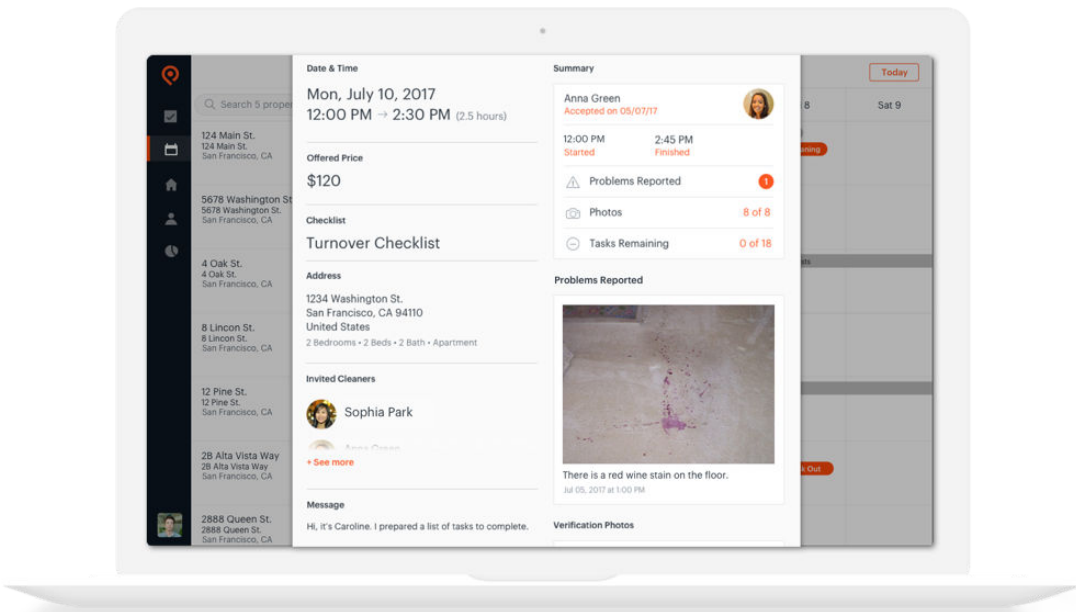 Today
Search 5 proper
8
Sat 9
124 Main St.
124 Main St.
San Francisco, CA
5678 Washington St
5678 Washington St.
San Francisco, CA
4 Oak St.
4 Oak St.
San Francisco, CA
8 Lincon St.
8 Lincon St.
San Francisco, CA
12 Pine St.
12 Pine St.
San Francisco, CA
2B Alta Vista Way
2B Alta Vista Way
San Francisco, CA
2888 Queen St.
2888 Queen St.
San Francisco, CA
Date & Time
Mon, July 10, 2017
12:00 PM → 2:30 PM (2.5 hours)
Offered Price
$120
Checklist
Turnover Checklist
Address
1234 Washington St.
San Francisco, CA 94110
United States
2 Bedrooms • 2 Beds • 2 Bath • Apartment
Invited Cleaners
Sophia Park
Anna Green
+ See more
Message
Hi, it's Caroline. I prepared a list of tasks to complete.
Summary
Anna Green
Accepted on 05/07/17
12:00 PM 2:45 PM
Started Finished
Problems Reported 1
Photos 8 of 8
Tasks Remaining 0 of 18
Problems Reported
There is a red wine stain on the floor.
Jul 05, 2017 at 1:00 PM
Verification Photos
aning
sts
k Out